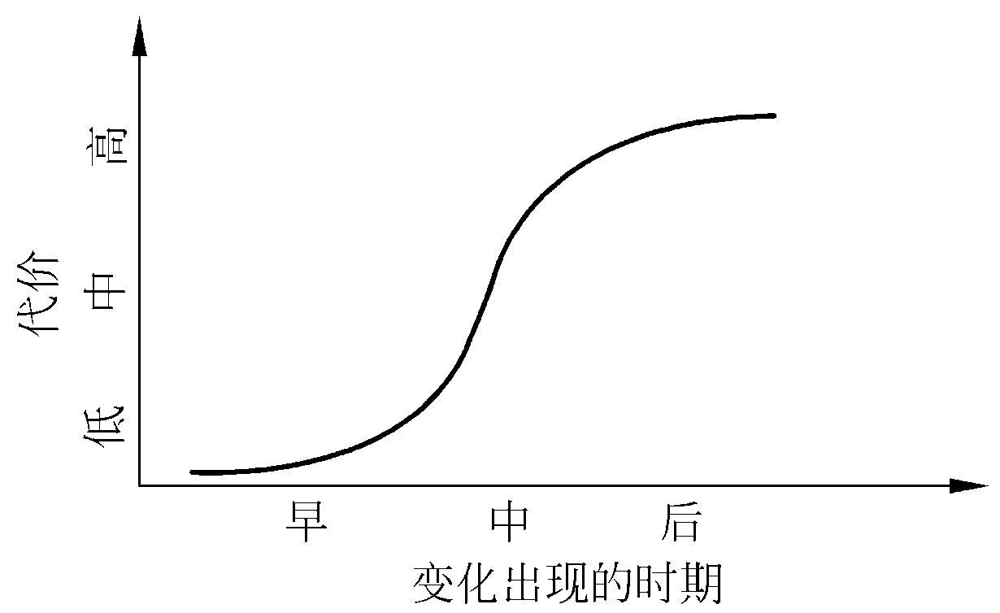 代价
高
中
低
早 中 后
变化出现的时期